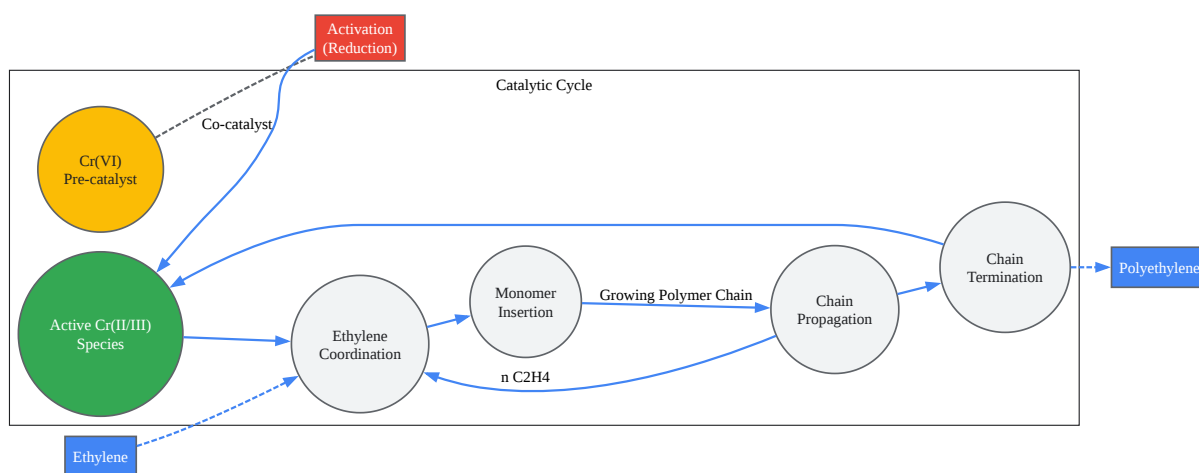 Activation
(Reduction)
Catalytic Cycle
Co-catalyst
Cr(VI)
Pre-catalyst
Chain
Termination
Polyethylene
Monomer
Insertion
Growing Polymer Chain
Chain
Propagation
Active Cr(II/III)
Species
Ethylene
Coordination
n C2H4
Ethylene